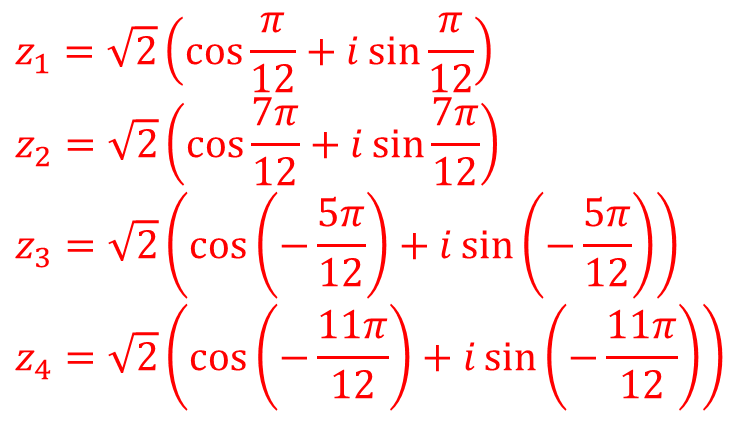 z₁ = √2 (cos π/12 + i sin π/12)
z₂ = √2 (cos 7π/12 + i sin 7π/12)
z₃ = √2 (cos (−5π/12) + i sin (−5π/12))
z₄ = √2 (cos (−11π/12) + i sin (−11π/12))